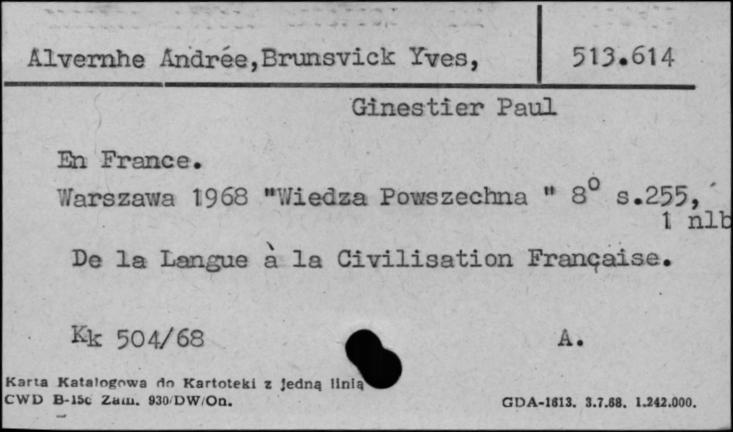 Alvernhe Andrée,Brunsvick Yves, 513.614
Ginestier Paul
En France.
Warszawa 1968 "Wiedza Powszechna " 8° s.255,
1 nlb
De la Langue à la Civilisation Française.
Kk 504/68 A.
Karta Katalogowa do Kartoteki z jedną linią
CWD B-15c Zam. 930/DW/On. GDA-1613. 3.7.68. 1.242.000.